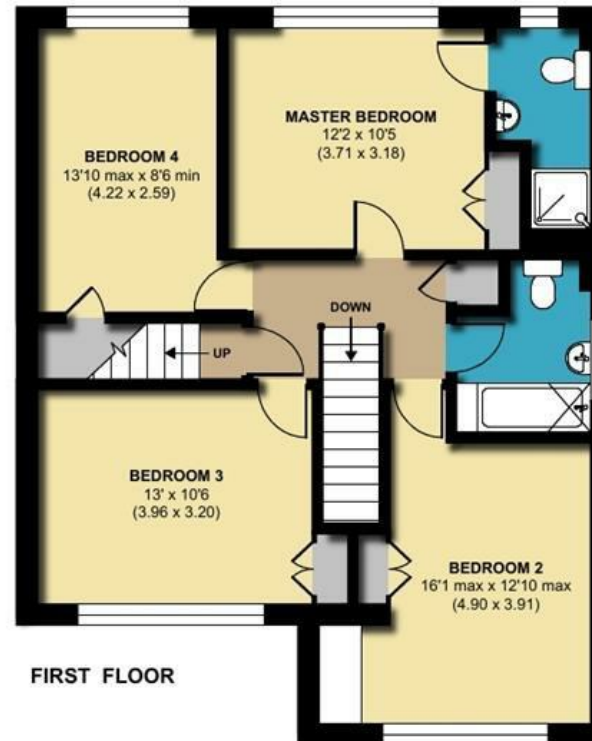 MASTER BEDROOM
12'2 x 10'5
(3.71 x 3.18)
BEDROOM 4
13'10 max x 8'6 min
(4.22 x 2.59)
DOWN
UP
BEDROOM 3
13' x 10'6
(3.96 x 3.20)
BEDROOM 2
16'1 max x 12'10 max
(4.90 x 3.91)
FIRST FLOOR